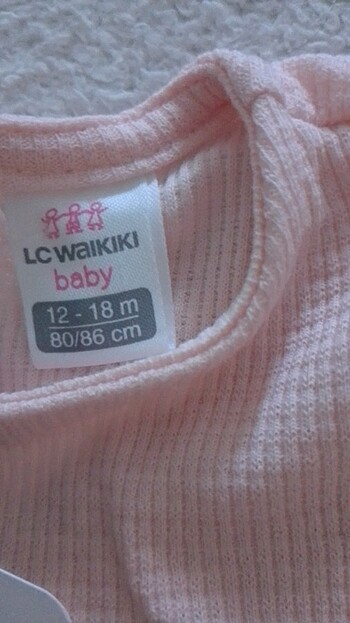 LC WAIKIKI
baby
12 - 18 m
80/86 cm